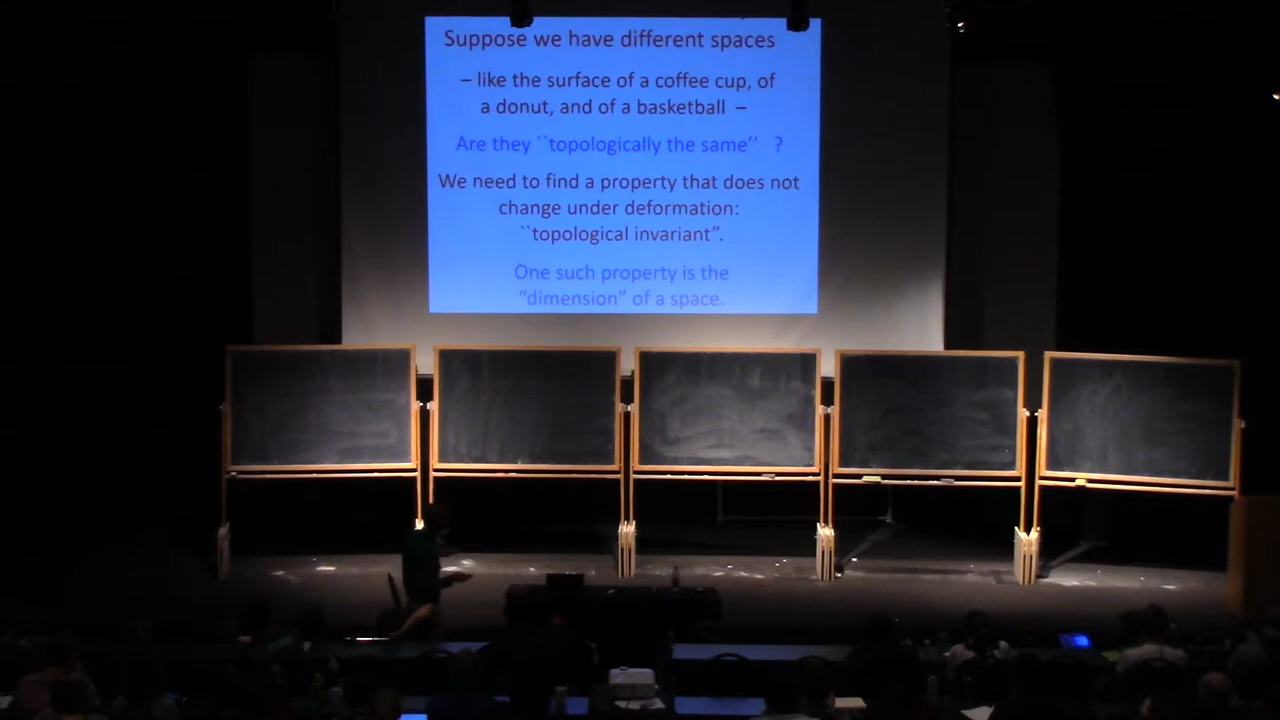 Suppose we have different spaces
– like the surface of a coffee cup, of
a donut, and of a basketball –
Are they ``topologically the same’’ ?
We need to find a property that does not
change under deformation:
``topological invariant”.
One such property is the
“dimension” of a space.